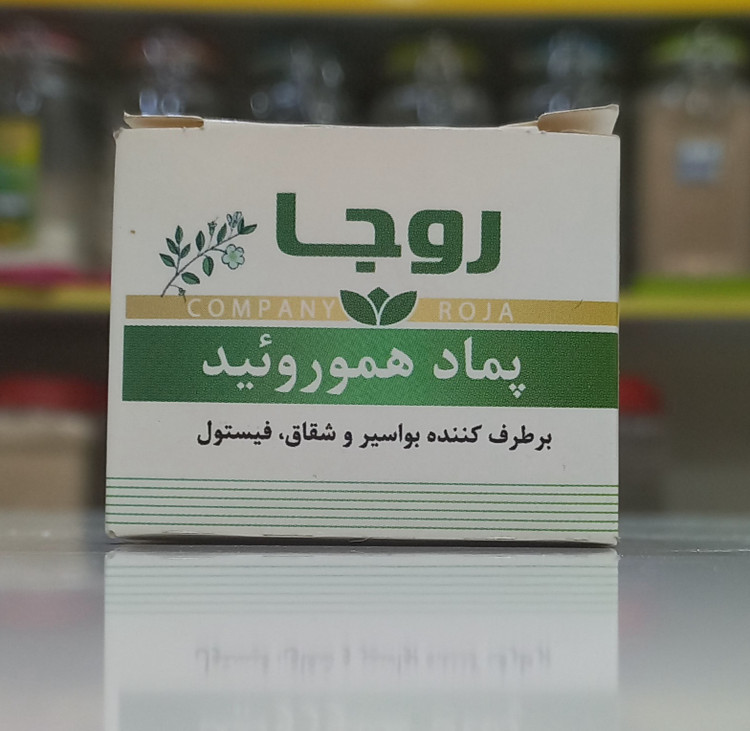 روجا
COMPANY ROJA
پماد هموروئید
برطرف کننده بواسیر و شقاق، فیستول